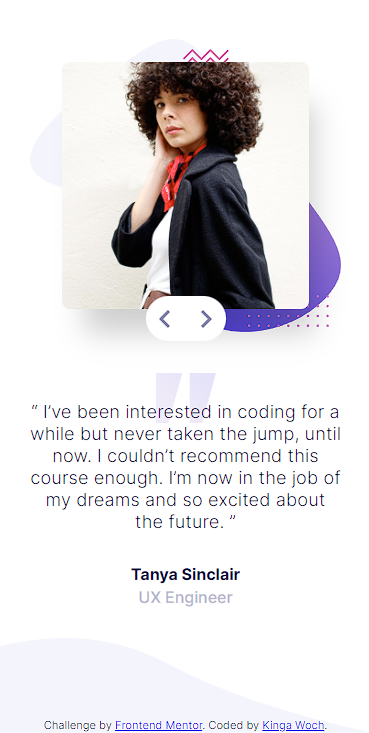 “ I’ve been interested in coding for a
while but never taken the jump, until
now. I couldn’t recommend this
course enough. I’m now in the job of
my dreams and so excited about
the future. ”
Tanya Sinclair
UX Engineer
Challenge by Frontend Mentor. Coded by Kinga Woch.